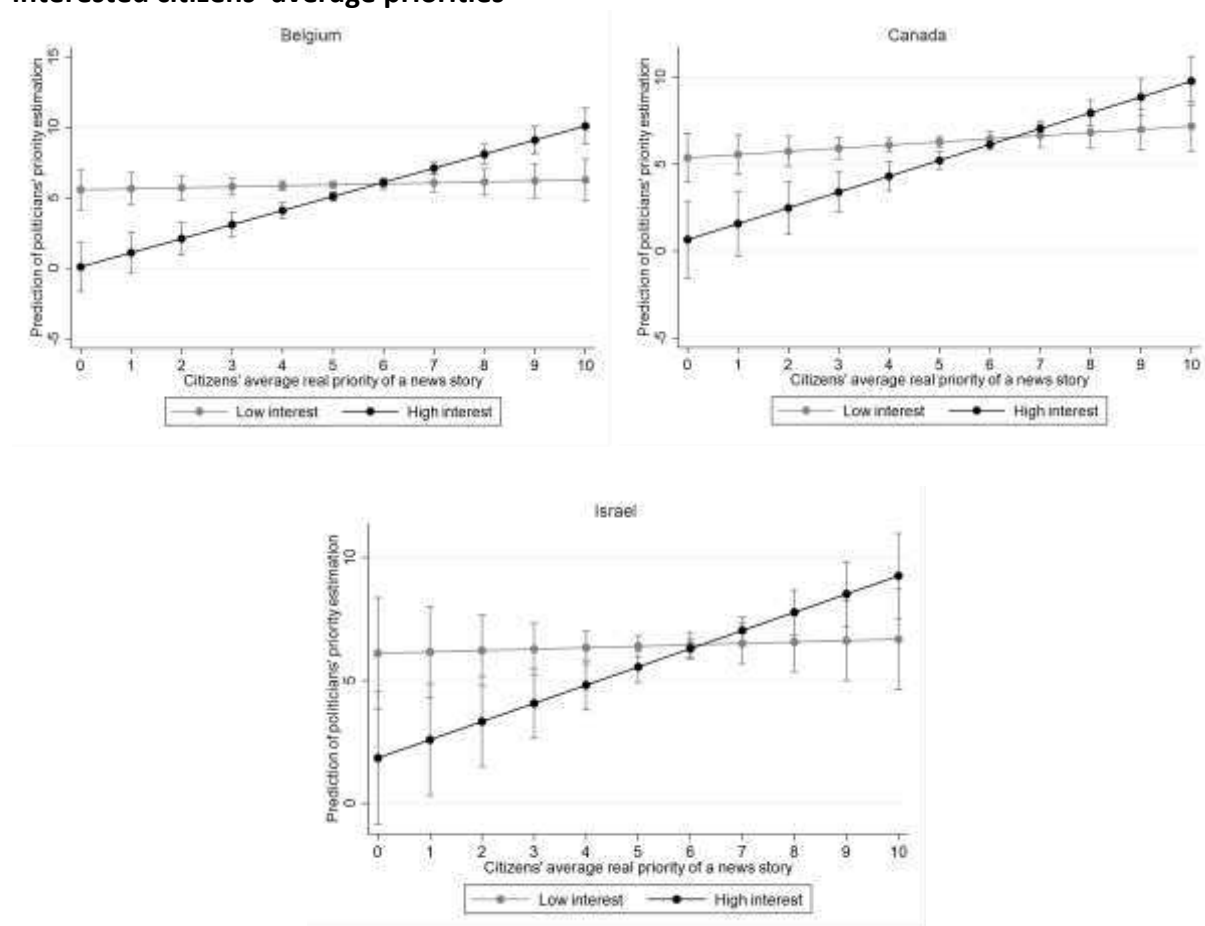 interested citizens' average priorities
Belgium
Prediction of politicians' priority estimation
15
10
5
0
-5
0 1 2 3 4 5 6 7 8 9 10
Citizens' average real priority of a news story
Low interest High interest
Canada
Prediction of politicians' priority estimation
10
5
0
-5
0 1 2 3 4 5 6 7 8 9 10
Citizens' average real priority of a news story
Low interest High interest
Israel
Prediction of politicians' priority estimation
10
5
0
0 1 2 3 4 5 6 7 8 9 10
Citizens' average real priority of a news story
Low interest High interest